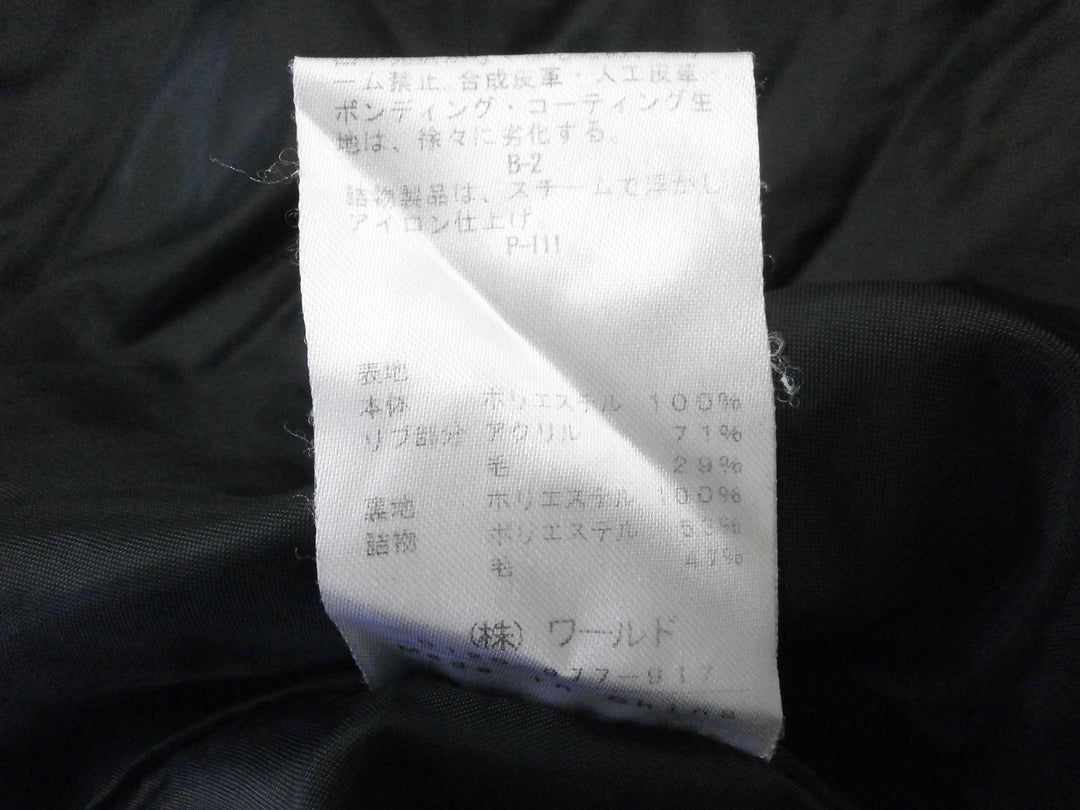 ーム禁止、合成皮革・人工皮革・
ボンディング・コーティング生
地は、徐々に劣化する。
B-2
詰物製品は、スチームで浮かし
アイロン仕上げ
P-111
表地
本体 ポリエステル 100%
リブ部分 アクリル 71%
毛 29%
裏地 ポリエステル 100%
詰物 ポリエステル 53%
毛 47%
(株) ワールド